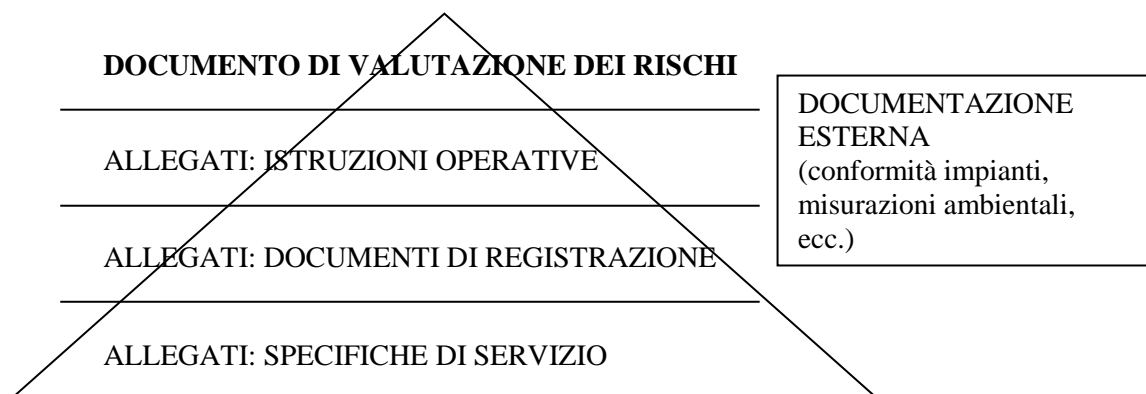 DOCUMENTO DI VALUTAZIONE DEI RISCHI
ALLEGATI: ISTRUZIONI OPERATIVE
ALLEGATI: DOCUMENTI DI REGISTRAZIONE
ALLEGATI: SPECIFICHE DI SERVIZIO
DOCUMENTAZIONE
ESTERNA
(conformità impianti,
misurazioni ambientali,
ecc.)